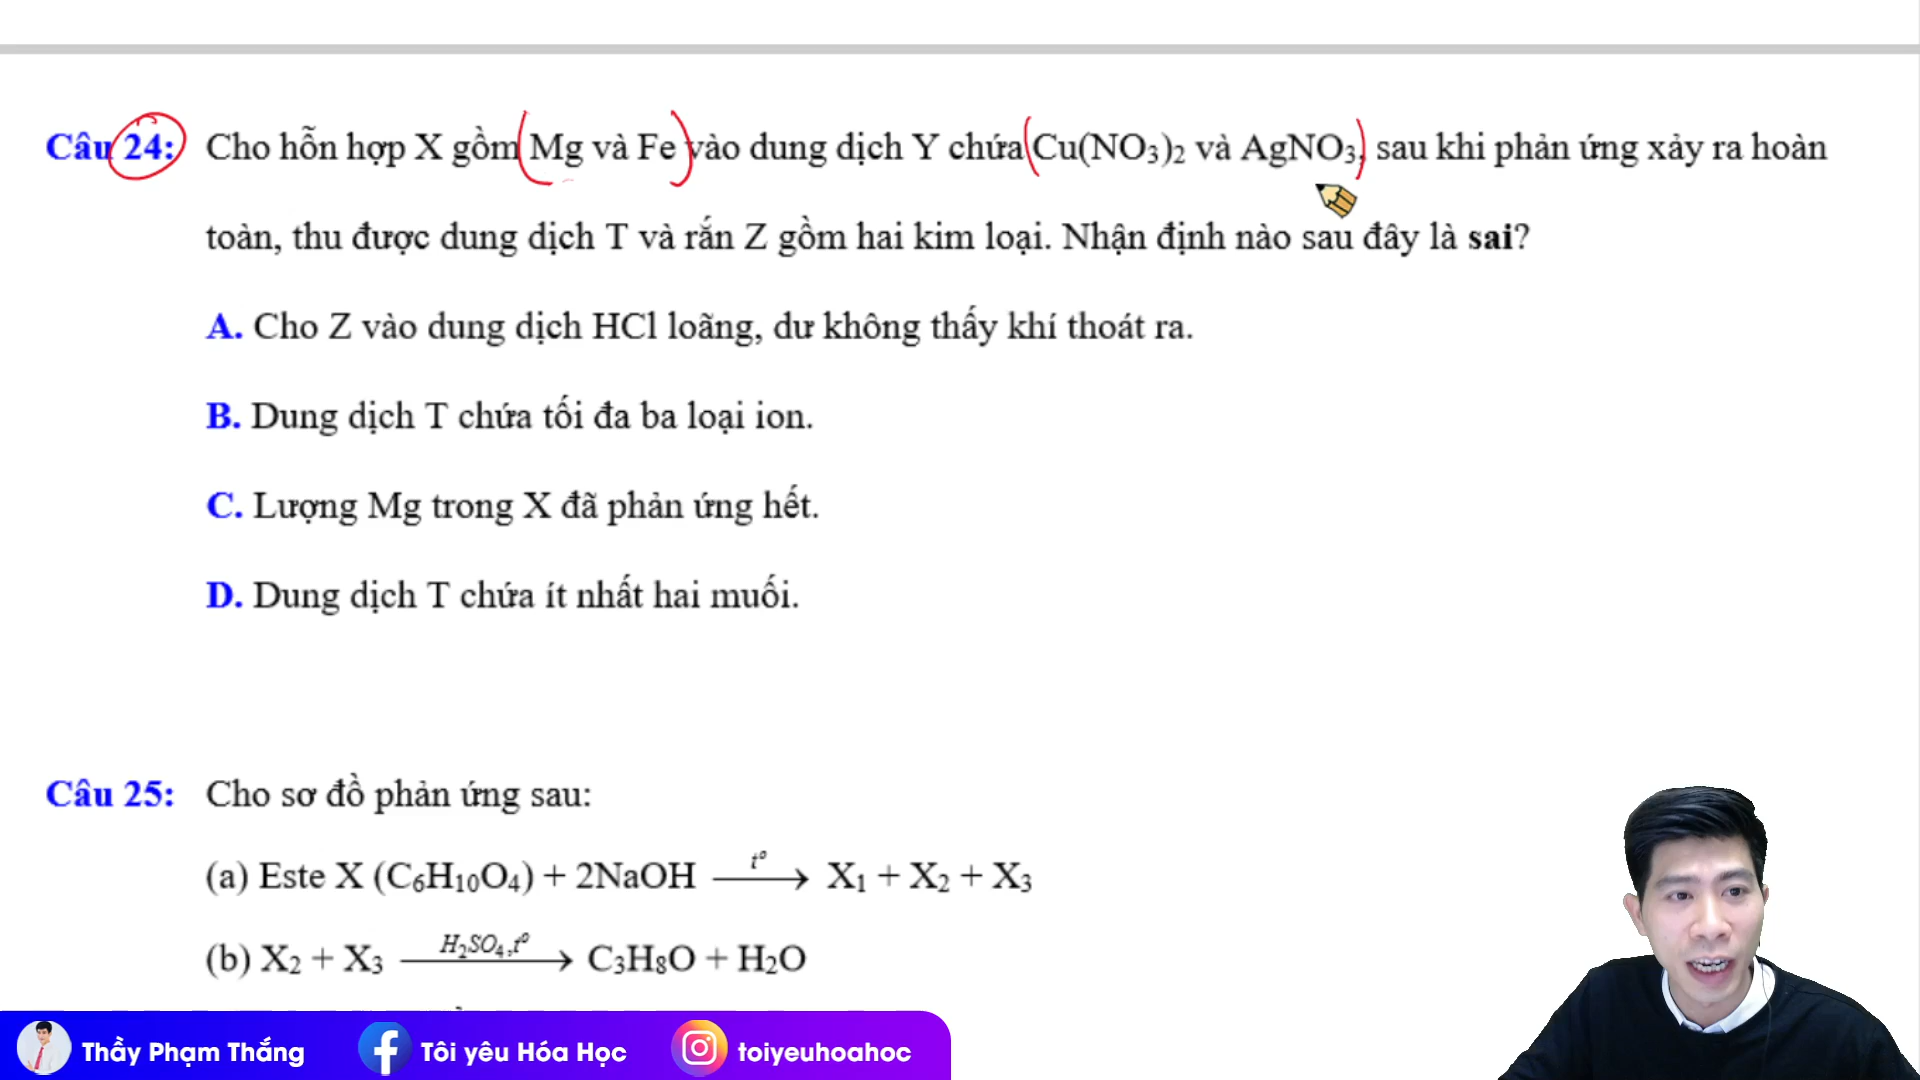 Câu 24: Cho hỗn hợp X gồm Mg và Fe vào dung dịch Y chứa Cu(NO₃)₂ và AgNO₃, sau khi phản ứng xảy ra hoàn
toàn, thu được dung dịch T và rắn Z gồm hai kim loại. Nhận định nào sau đây là sai?
A. Cho Z vào dung dịch HCl loãng, dư không thấy khí thoát ra.
B. Dung dịch T chứa tối đa ba loại ion.
C. Lượng Mg trong X đã phản ứng hết.
D. Dung dịch T chứa ít nhất hai muối.
Câu 25: Cho sơ đồ phản ứng sau:
(a) Este X (C₆H₁₀O₄) + 2NaOH —t°→ X₁ + X₂ + X₃
(b) X₂ + X₃ —H₂SO₄,t°→ C₃H₈O + H₂O
Thầy Phạm Thắng Tôi yêu Hóa Học toiyeuhoahoc